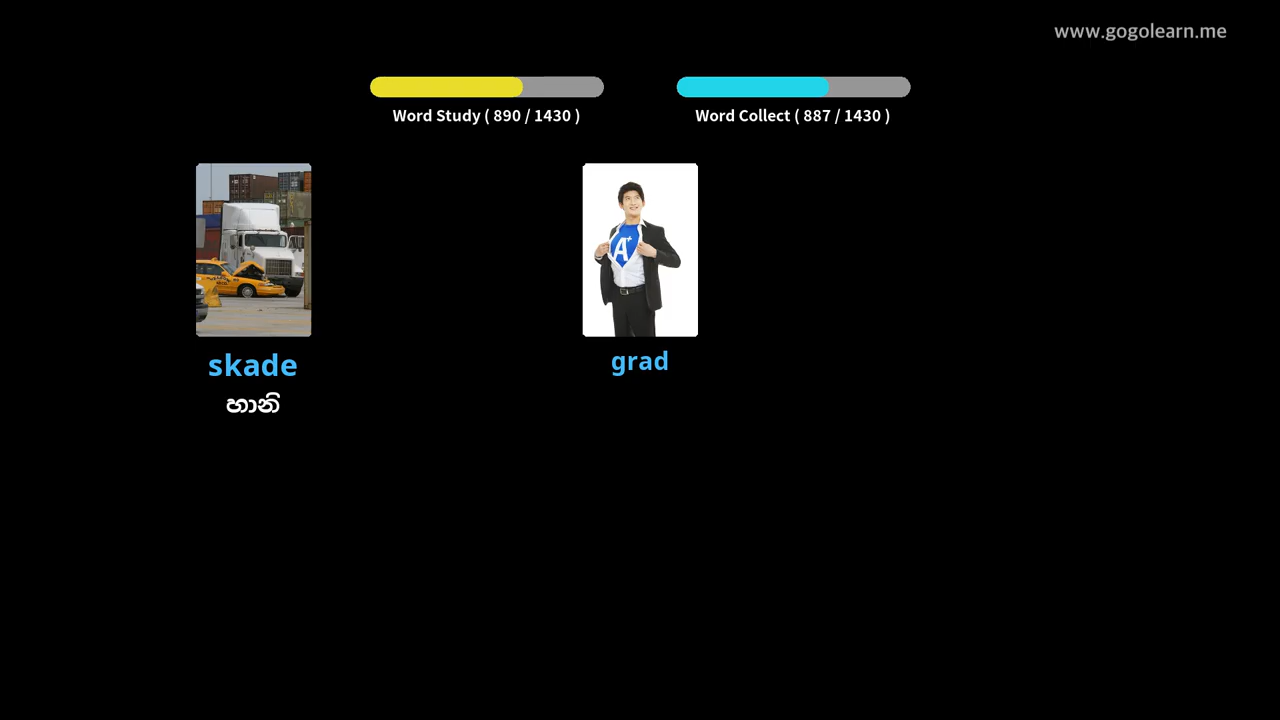 www.gogolearn.me
Word Study ( 890 / 1430 )
Word Collect ( 887 / 1430 )
A+
skade
හානි
grad